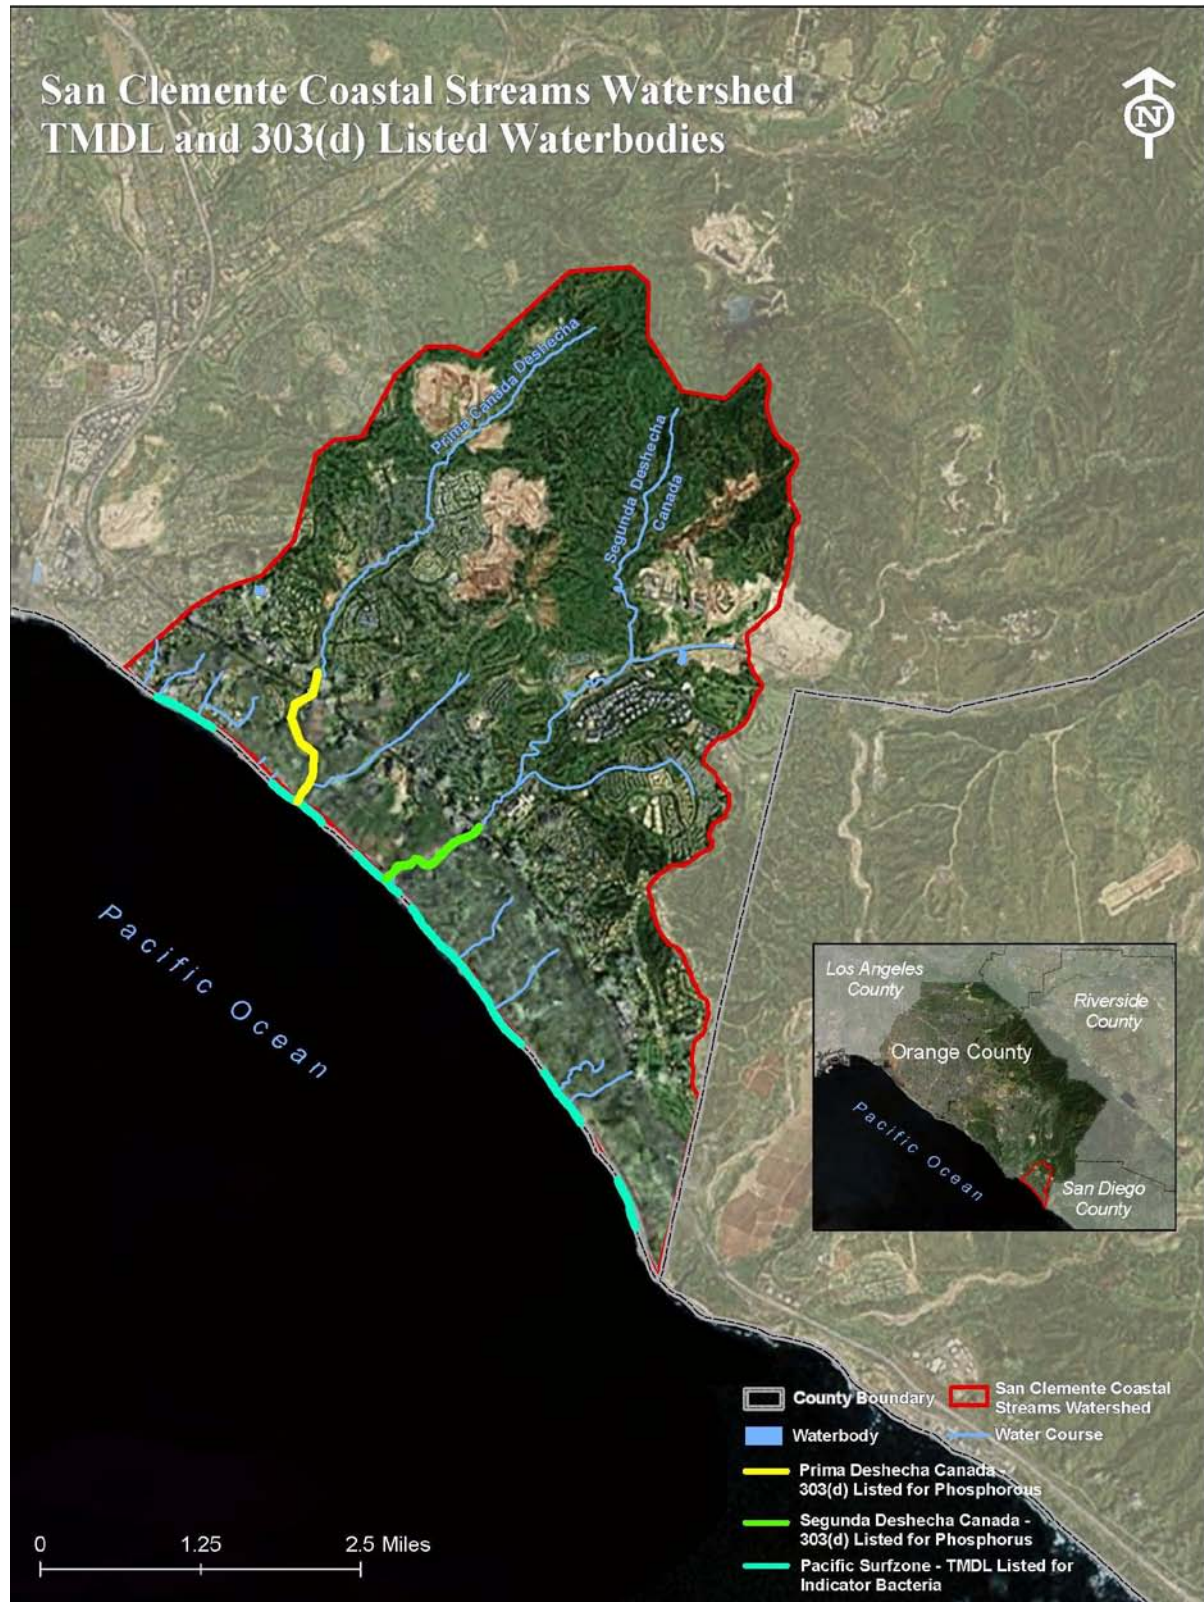 San Clemente Coastal Streams Watershed
TMDL and 303(d) Listed Waterbodies
N
Prima Canada Deshecha
Segunda Deshecha
Canada
Pacific Ocean
Los Angeles
County
Riverside
County
Orange County
Pacific Ocean
San Diego
County
County Boundary
San Clemente Coastal
Streams Watershed
Waterbody
Water Course
Prima Deshecha Canada -
303(d) Listed for Phosphorous
Segunda Deshecha Canada -
303(d) Listed for Phosphorus
Pacific Surfzone - TMDL Listed for
Indicator Bacteria
0 1.25 2.5 Miles